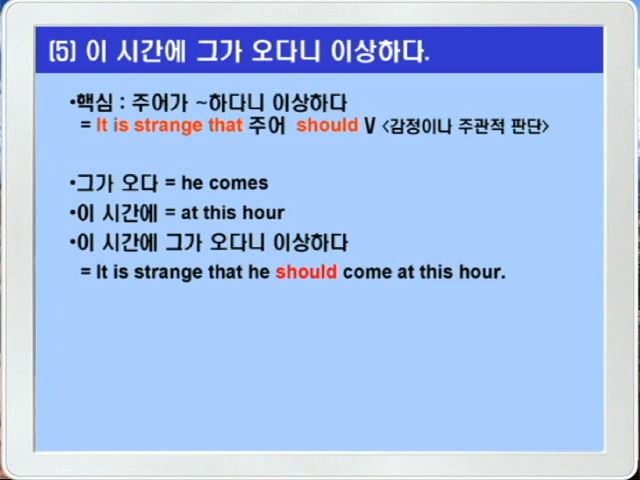 (5) 이 시간에 그가 오다니 이상하다.
•핵심 : 주어가 ~하다니 이상하다
= It is strange that 주어 should V <감정이나 주관적 판단>
•그가 오다 = he comes
•이 시간에 = at this hour
•이 시간에 그가 오다니 이상하다
= It is strange that he should come at this hour.